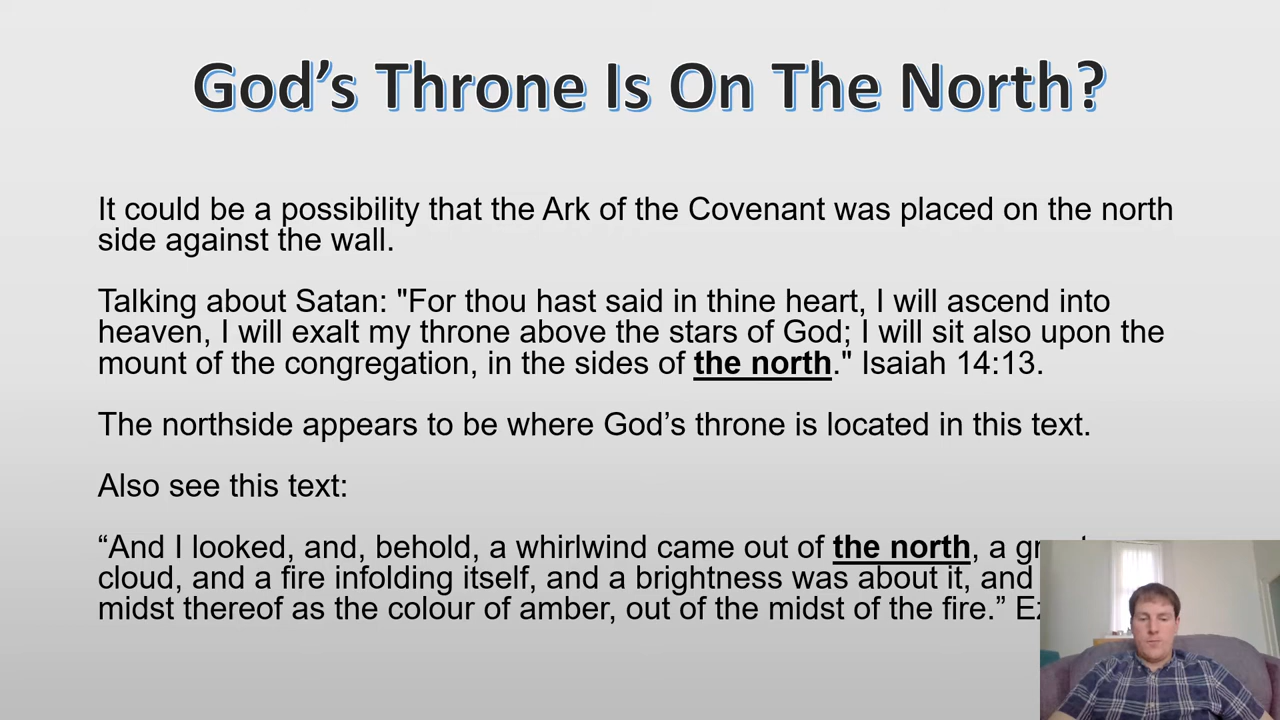 God's Throne Is On The North?
It could be a possibility that the Ark of the Covenant was placed on the north
side against the wall.
Talking about Satan: "For thou hast said in thine heart, I will ascend into
heaven, I will exalt my throne above the stars of God; I will sit also upon the
mount of the congregation, in the sides of the north." Isaiah 14:13.
The northside appears to be where God’s throne is located in this text.
Also see this text:
“And I looked, and, behold, a whirlwind came out of the north, a
cloud, and a fire infolding itself, and a brightness was about it, and
midst thereof as the colour of amber, out of the midst of the fire.”